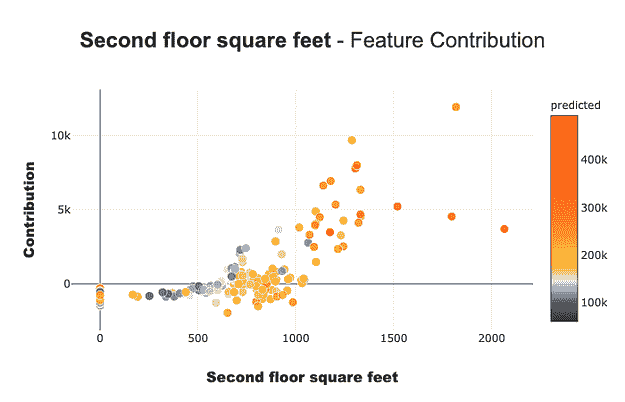 Second floor square feet - Feature Contribution
predicted
10k
5k
0
Contribution
400k
300k
200k
100k
0
500
1000
1500
2000
Second floor square feet